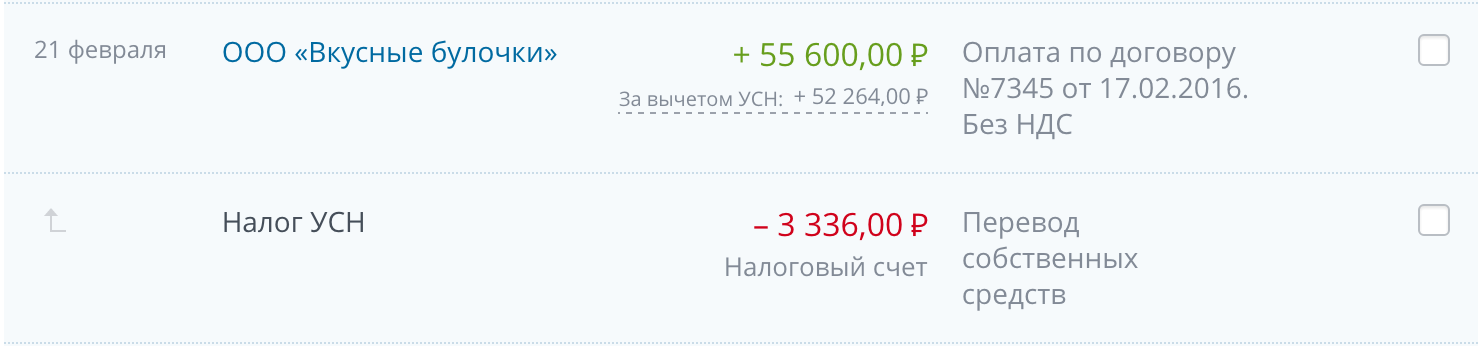 21 февраля
ООО «Вкусные булочки»
+ 55 600,00 ₽
За вычетом УСН: + 52 264,00 ₽
Оплата по договору
№7345 от 17.02.2016.
Без НДС
Налог УСН
– 3 336,00 ₽
Налоговый счет
Перевод
собственных
средств